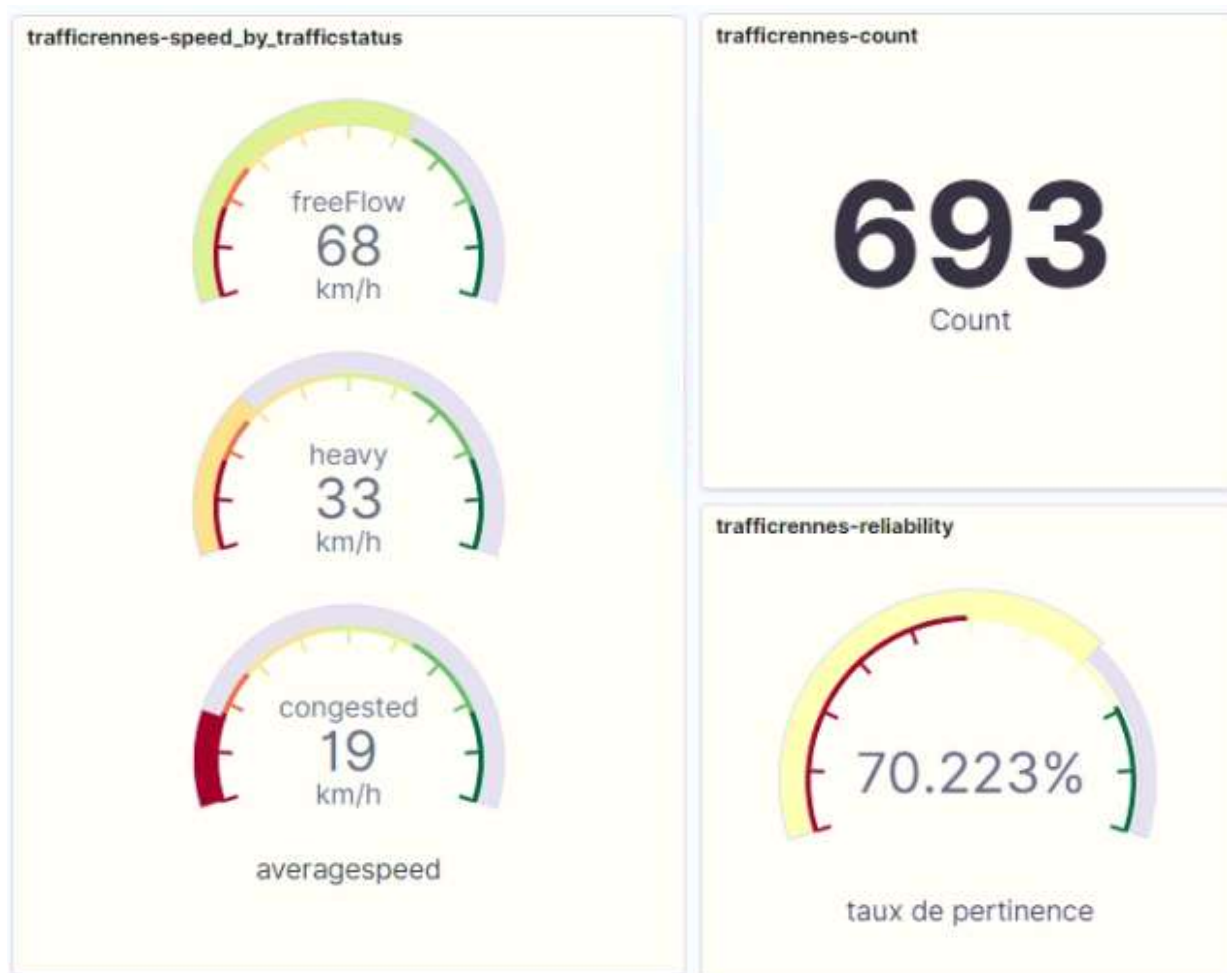 trafficrennes-speed_by_trafficstatus
freeFlow
68
km/h
heavy
33
km/h
congested
19
km/h
averagespeed
trafficrennes-count
693
Count
trafficrennes-reliability
70.223%
taux de pertinence